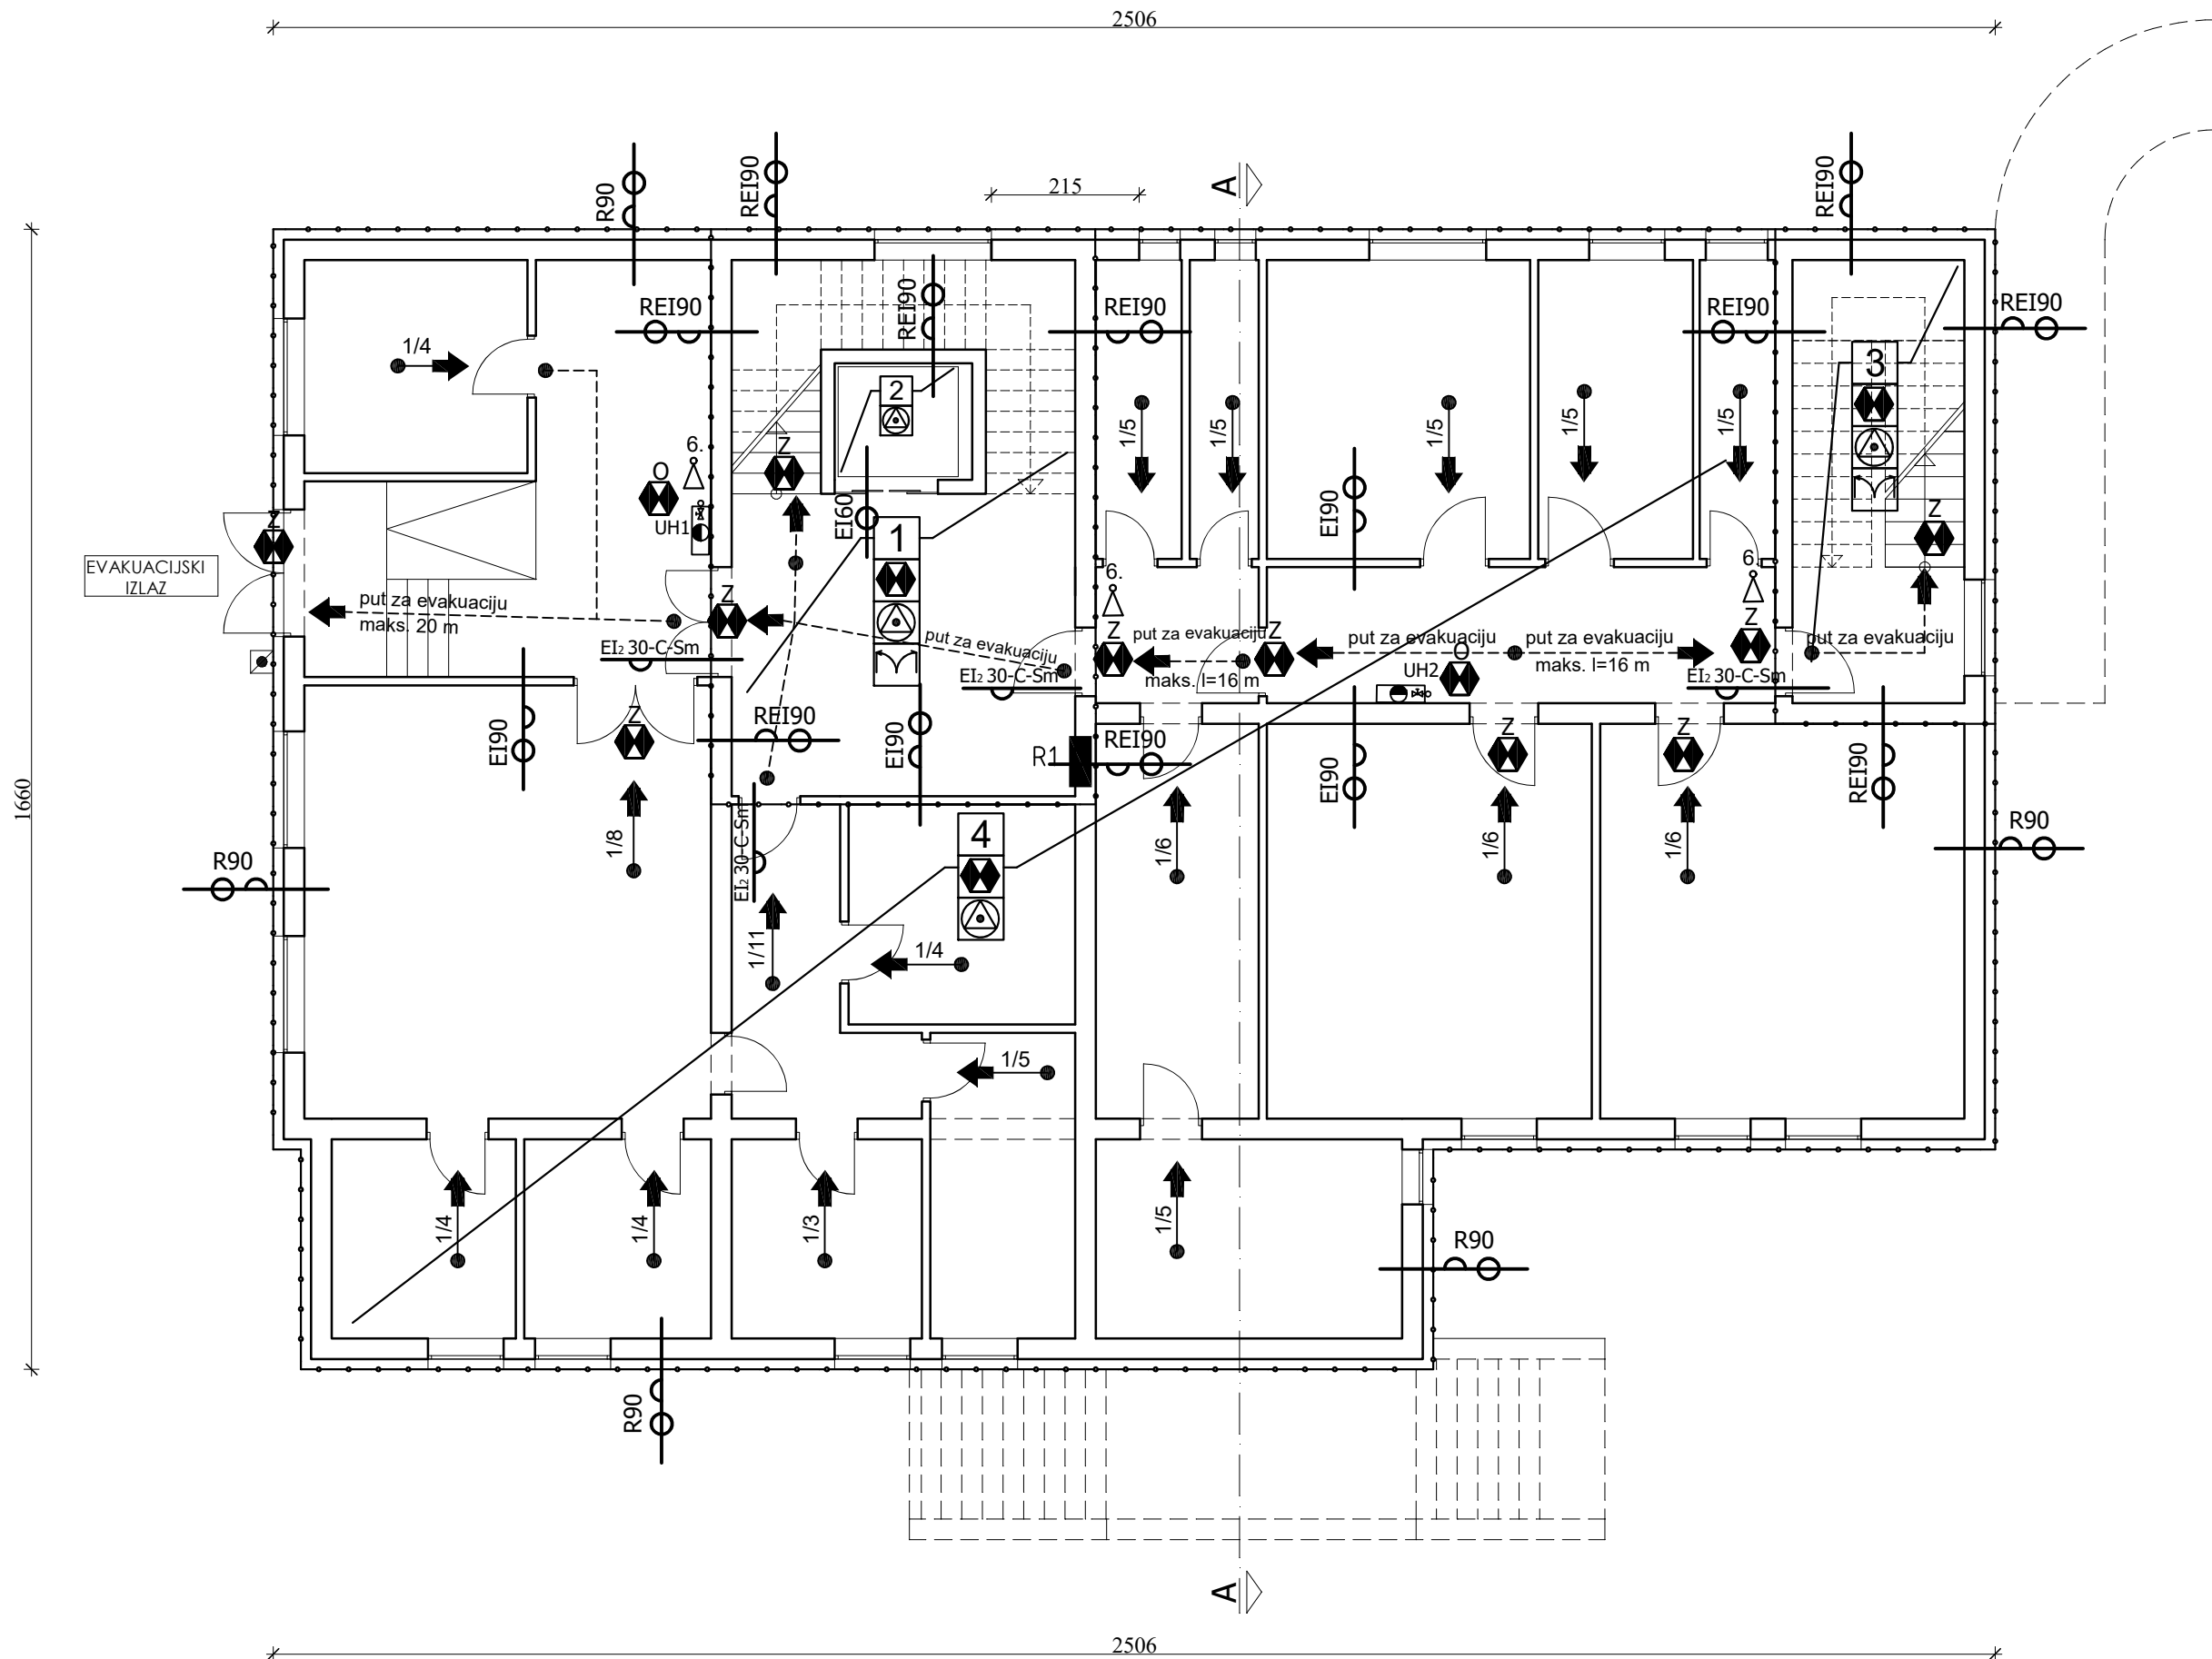 2506
215
A
R90
REI90
REI90
REI90
REI90
REI90
REI90
REI90
1/4
2
3
1/5
1/5
1/5
1/5
1/5
6.
O
UH1
Z
EI60
1
EI90
Z
EVAKUACIJSKI
IZLAZ
put za evakuaciju
maks. 20 m
Z
EI₂ 30-C-Sm
put za evakuaciju
EI₂ 30-C-Sm
6.
Z
put za evakuaciju
maks. l=16 m
Z
put za evakuaciju
put za evakuaciju
maks. l=16 m
UH2
O
6.
Z
EI₂ 30-C-Sm
put za evakuaciju
Z
EI90
Z
REI90
EI90
R1
REI90
EI90
Z
Z
REI90
1660
R90
1/8
EI₂ 30-C-Sm
4
1/6
1/6
1/6
R90
1/11
1/4
1/5
1/4
1/4
1/3
1/5
R90
R90
A
2506